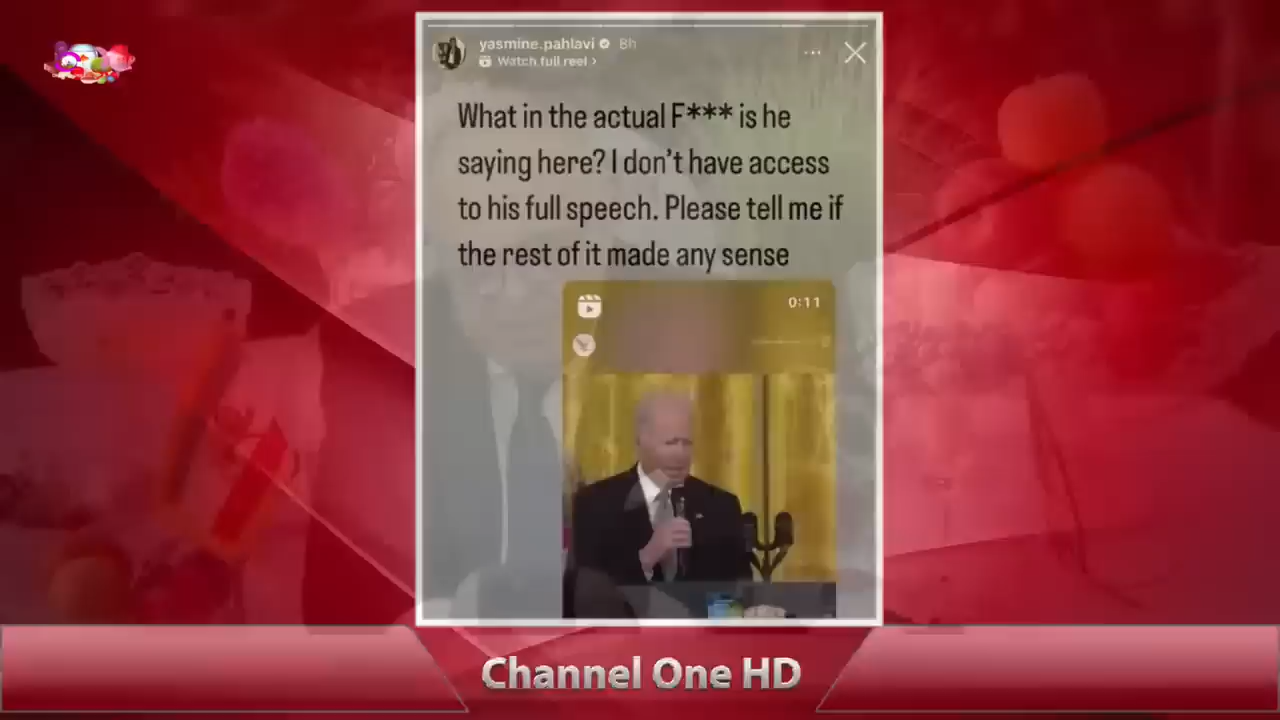 yasmine.pahlavi 8h
Watch full reel >
What in the actual F*** is he
saying here? I don't have access
to his full speech. Please tell me if
the rest of it made any sense
0:11
Channel One HD